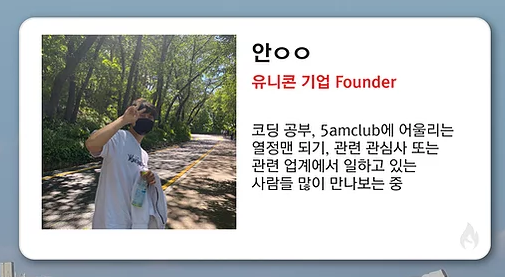 안ㅇㅇ
유니콘 기업 Founder
코딩 공부, 5amclub에 어울리는
열정맨 되기, 관련 관심사 또는
관련 업계에서 일하고 있는
사람들 많이 만나보는 중